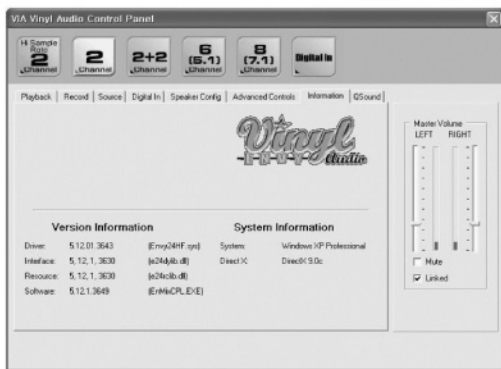 VIA Vinyl Audio Control Panel
Hi Sample Rate 2 Channel
2 Channel
2+2 Channel
6 (5.1) Channel
8 (7.1) Channel
Digital In
Playback Record Source Digital In Speaker Config Advanced Controls Information QSound
Vinyl
ENVY Audio
Master Volume
LEFT RIGHT
Version Information System Information
Driver: 5.12.01.3643 (Envy24HF.sys) System: Windows XP Professional
Interface: 5, 12, 1, 3630 (e24dylib.dll) Direct X: DirectX 9.0c
Resource: 5, 12, 1, 3630 (e24rclib.dll)
Software: 5.12.1.3649 (EnMixCPL.EXE)
Mute
Linked